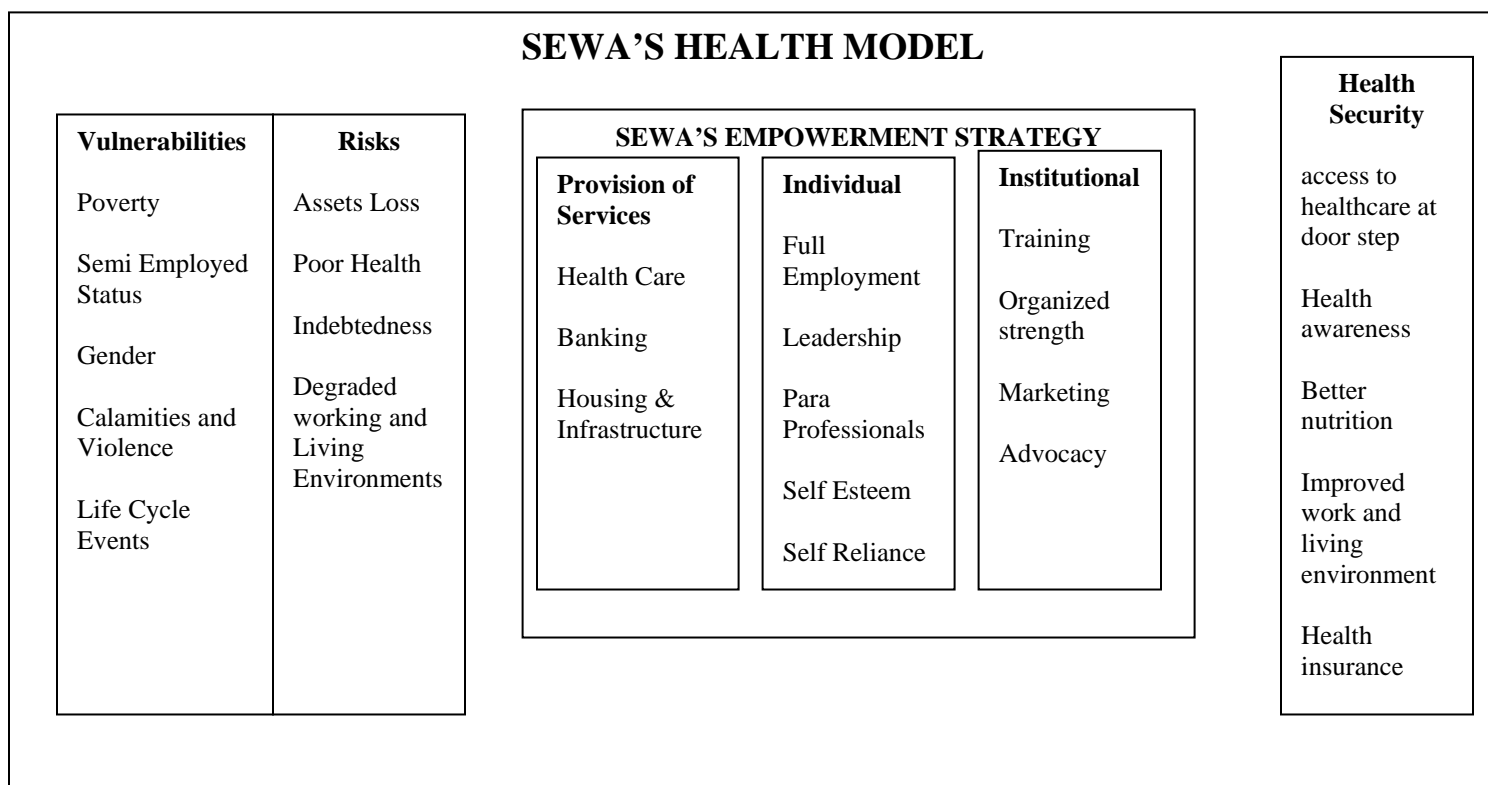 SEWA'S HEALTH MODEL
Vulnerabilities
Poverty
Semi Employed
Status
Gender
Calamities and
Violence
Life Cycle
Events
Risks
Assets Loss
Poor Health
Indebtedness
Degraded
working and
Living
Environments
SEWA'S EMPOWERMENT STRATEGY
Provision of
Services
Health Care
Banking
Housing &
Infrastructure
Individual
Full
Employment
Leadership
Para
Professionals
Self Esteem
Self Reliance
Institutional
Training
Organized
strength
Marketing
Advocacy
Health
Security
access to
healthcare at
door step
Health
awareness
Better
nutrition
Improved
work and
living
environment
Health
insurance